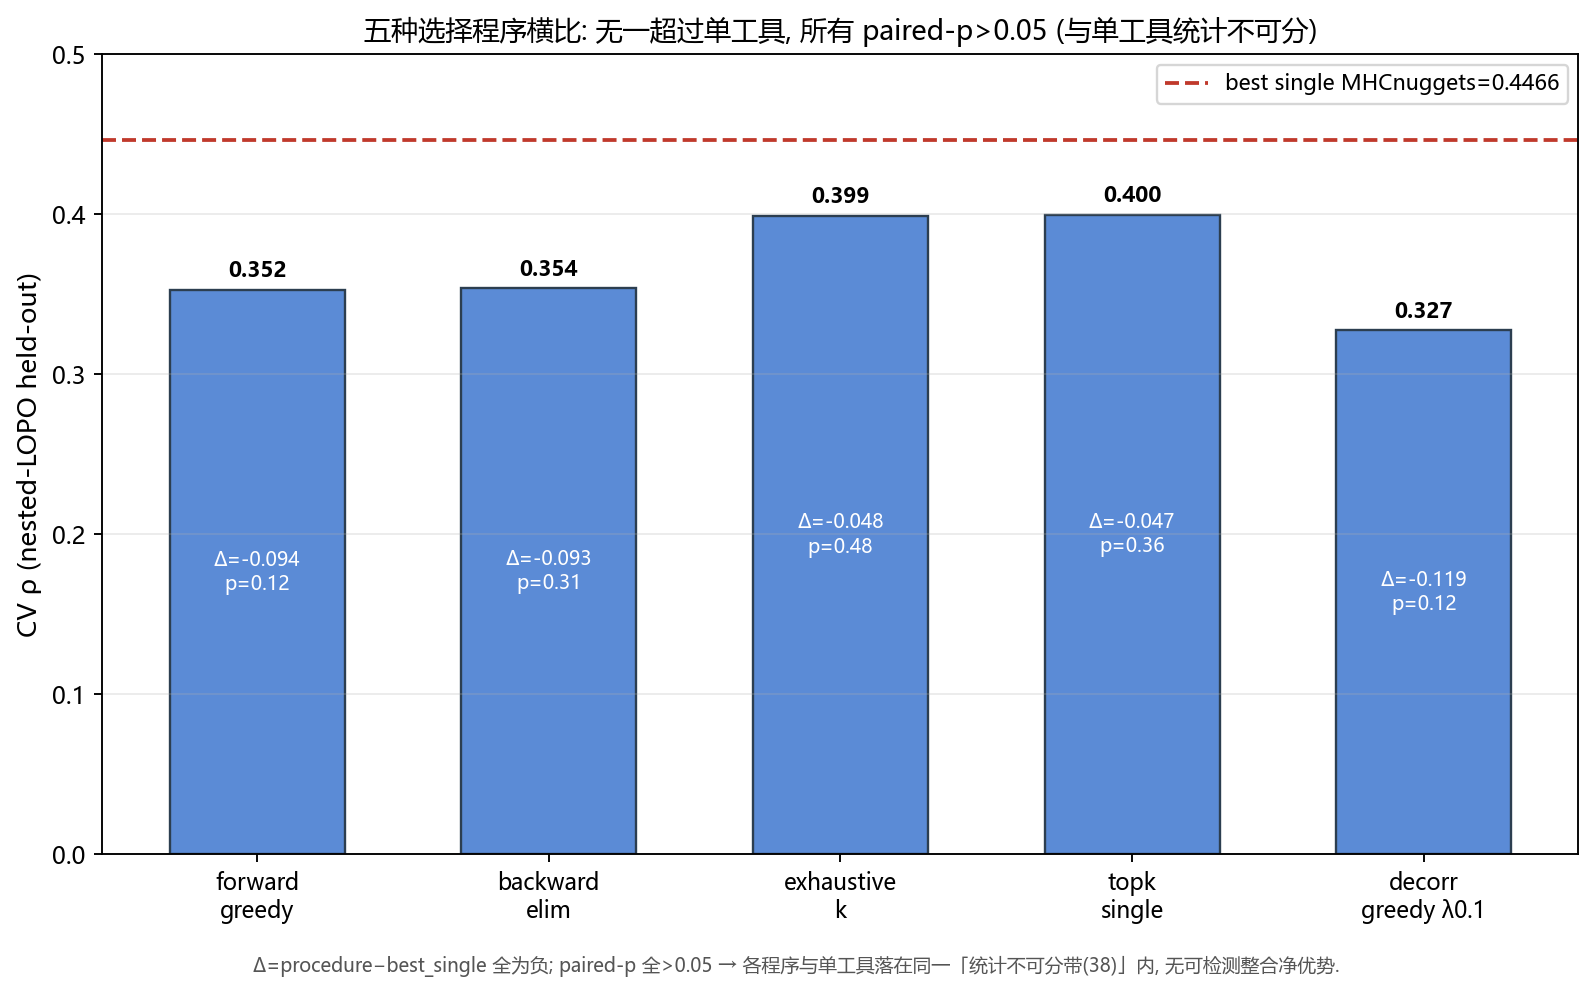 五种选择程序横比: 无一超过单工具, 所有 paired-p>0.05 (与单工具统计不可分)
best single MHCnuggets=0.4466
CV ρ (nested-LOPO held-out)
0.5
0.4
0.3
0.2
0.1
0.0
0.352
Δ=-0.094
p=0.12
0.354
Δ=-0.093
p=0.31
0.399
Δ=-0.048
p=0.48
0.400
Δ=-0.047
p=0.36
0.327
Δ=-0.119
p=0.12
forward
greedy
backward
elim
exhaustive
k
topk
single
decorr
greedy λ0.1
Δ=procedure−best_single 全为负; paired-p 全>0.05 → 各程序与单工具落在同一「统计不可分带(38)」内, 无可检测整合净优势.